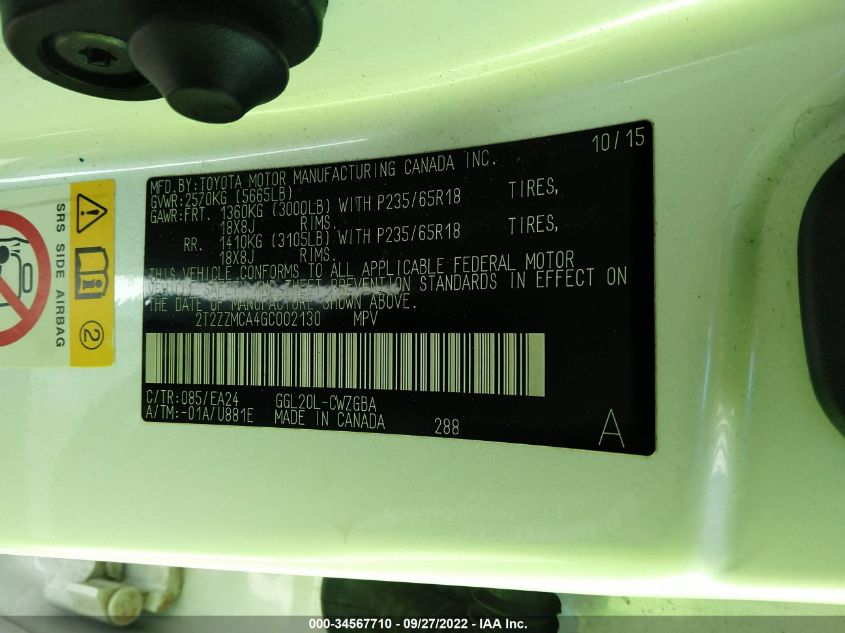 10/15
MFD.BY:TOYOTA MOTOR MANUFACTURING CANADA INC.
GVWR:2570KG (5665LB)
GAWR:FRT. 1360KG (3000LB) WITH P235/65R18 TIRES,
18X8J RIMS.
RR. 1410KG (3105LB) WITH P235/65R18 TIRES,
18X8J RIMS.
THIS VEHICLE CONFORMS TO ALL APPLICABLE FEDERAL MOTOR
VEHICLE SAFETY AND THEFT PREVENTION STANDARDS IN EFFECT ON
THE DATE OF MANUFACTURE SHOWN ABOVE.
2T2ZZMCA4GC002130 MPV
C/TR:085/EA24 GGL20L-CWZGBA
A/TM:-01A/U881E MADE IN CANADA 288 A
SRS SIDE AIRBAG
2
000-34567710 - 09/27/2022 - IAA Inc.